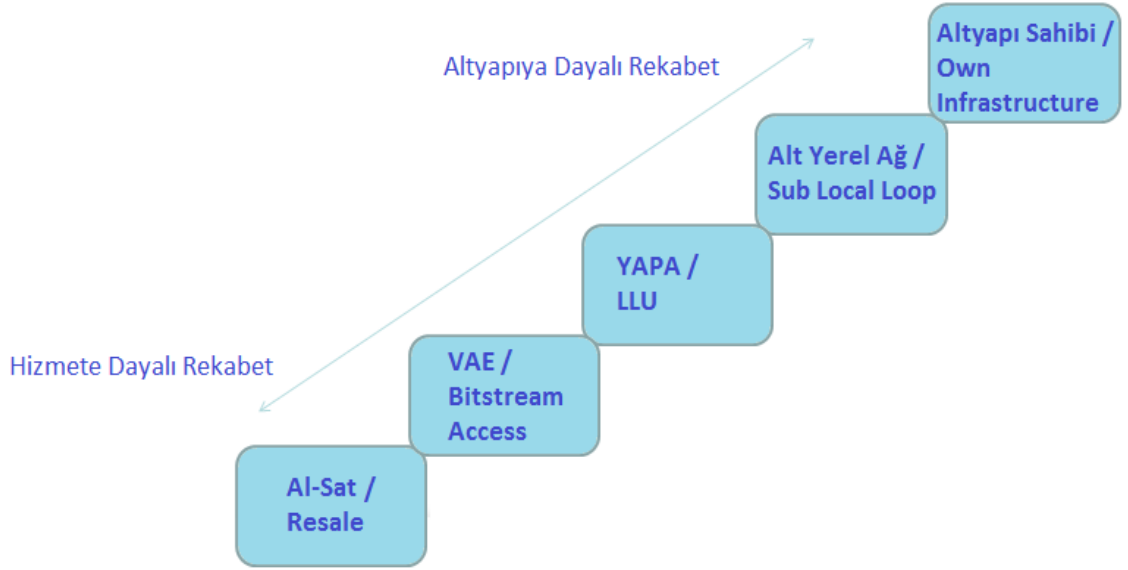 Altyapı Sahibi /
Own
Infrastructure
Altyapıya Dayalı Rekabet
Alt Yerel Ağ /
Sub Local Loop
YAPA /
LLU
Hizmete Dayalı Rekabet
VAE /
Bitstream
Access
Al-Sat /
Resale